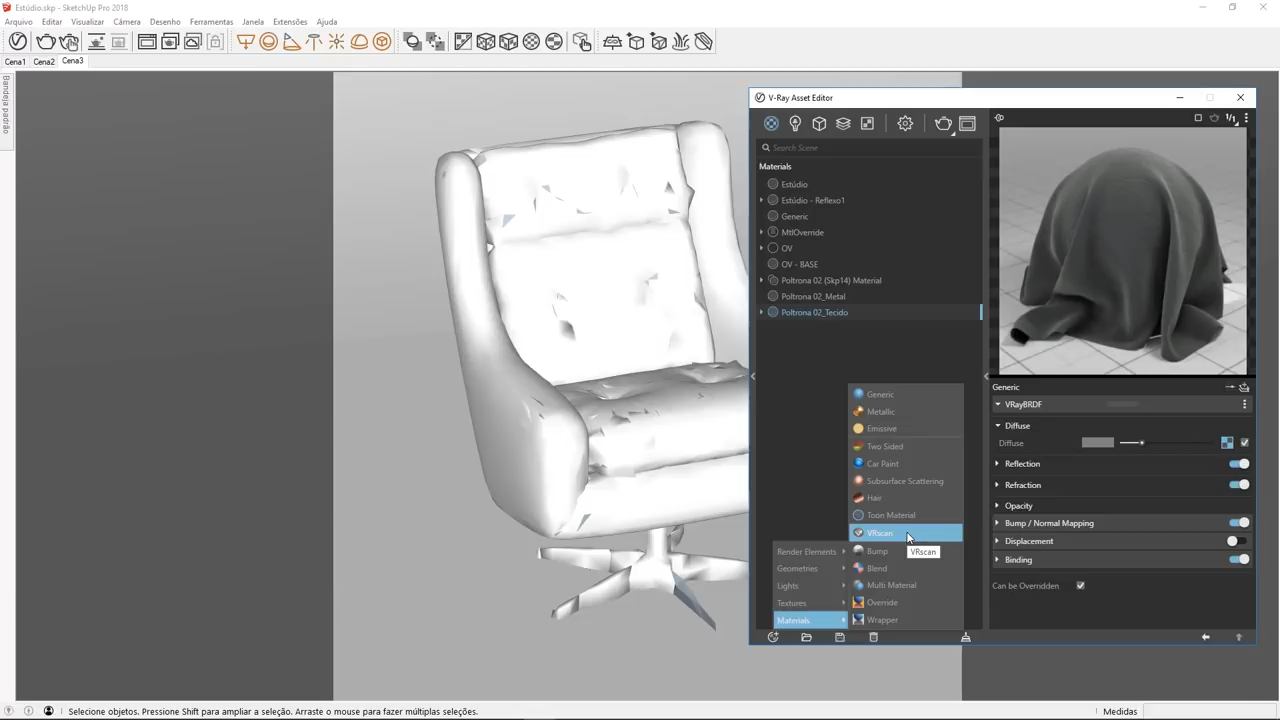 Estúdio.skp - SketchUp Pro 2018
Arquivo Editar Visualizar Câmera Desenho Ferramentas Janela Extensões Ajuda
Cena1 Cena2 Cena3
Bandeja padrão
V-Ray Asset Editor
Search Scene
Materials
Estúdio
Estúdio - Reflexo1
Generic
MtlOverride
OV
OV - BASE
Poltrona 02 (Skp14) Material
Poltrona 02_Metal
Poltrona 02_Tecido
Generic
Metallic
Emissive
Two Sided
Car Paint
Subsurface Scattering
Hair
Toon Material
VRscan
Bump
Blend
Multi Material
Override
Wrapper
VRscan
Render Elements
Geometries
Lights
Textures
Materials
1/1
Generic
VRayBRDF
Diffuse
Diffuse
Reflection
Refraction
Opacity
Bump / Normal Mapping
Displacement
Binding
Can be Overridden
Selecione objetos. Pressione Shift para ampliar a seleção. Arraste o mouse para fazer múltiplas seleções.
Medidas